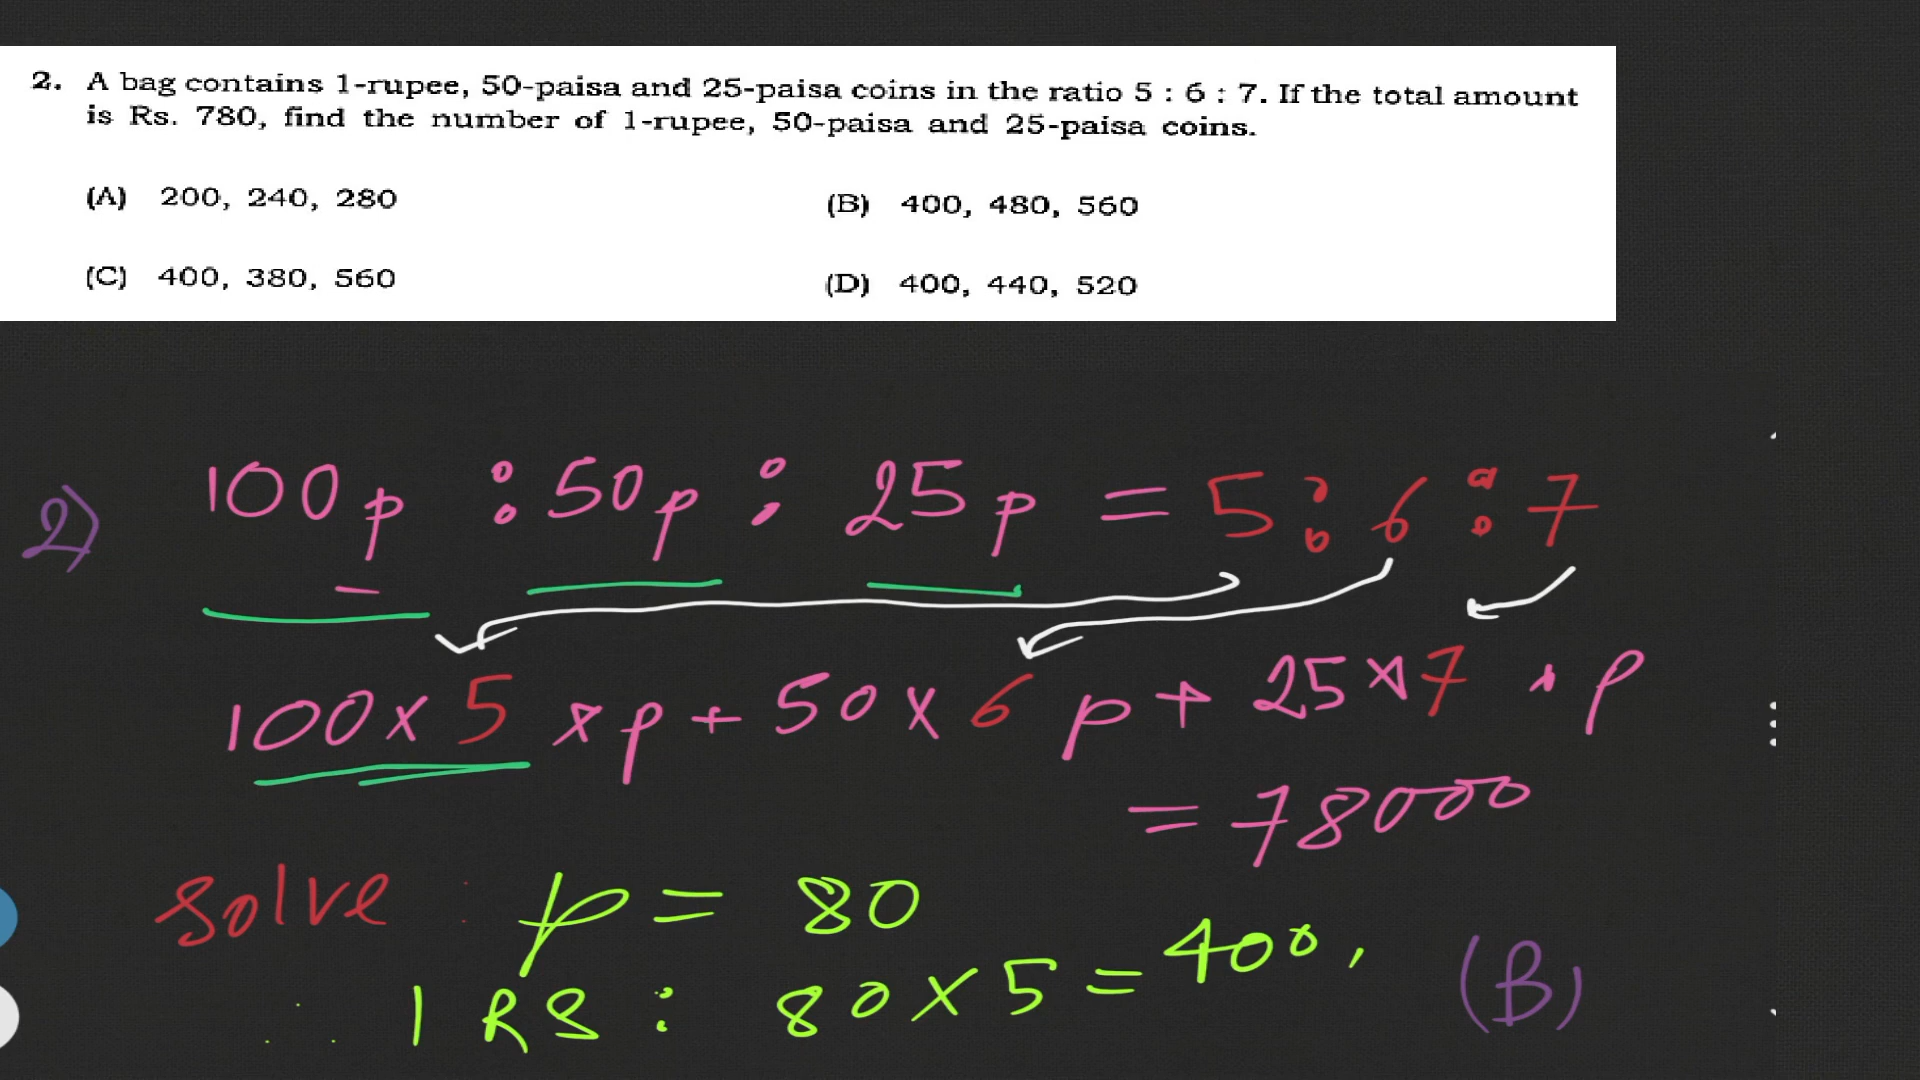 2. A bag contains 1-rupee, 50-paisa and 25-paisa coins in the ratio 5 : 6 : 7. If the total amount
is Rs. 780, find the number of 1-rupee, 50-paisa and 25-paisa coins.
(A) 200, 240, 280
(B) 400, 480, 560
(C) 400, 380, 560
(D) 400, 440, 520
2) 100p : 50p : 25p = 5 : 6 : 7
100 x 5 x p + 50 x 6 p + 25 x 7 . p
= 78000
Solve : p = 80
1 RS : 80 x 5 = 400, (B)